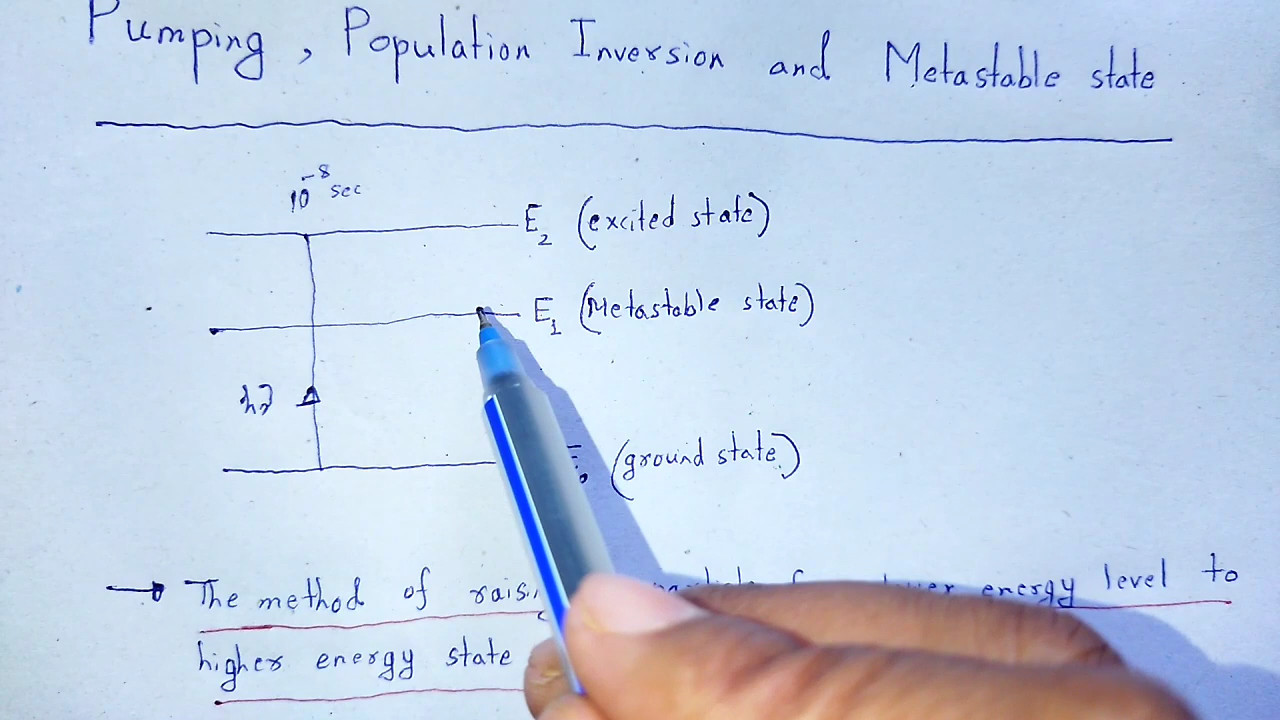 Pumping, Population Inversion and Metastable state
10⁻⁸ sec
E₂ (excited state)
E₁ (Metastable state)
hν
(ground state)
→ The method of energy level to
higher energy state